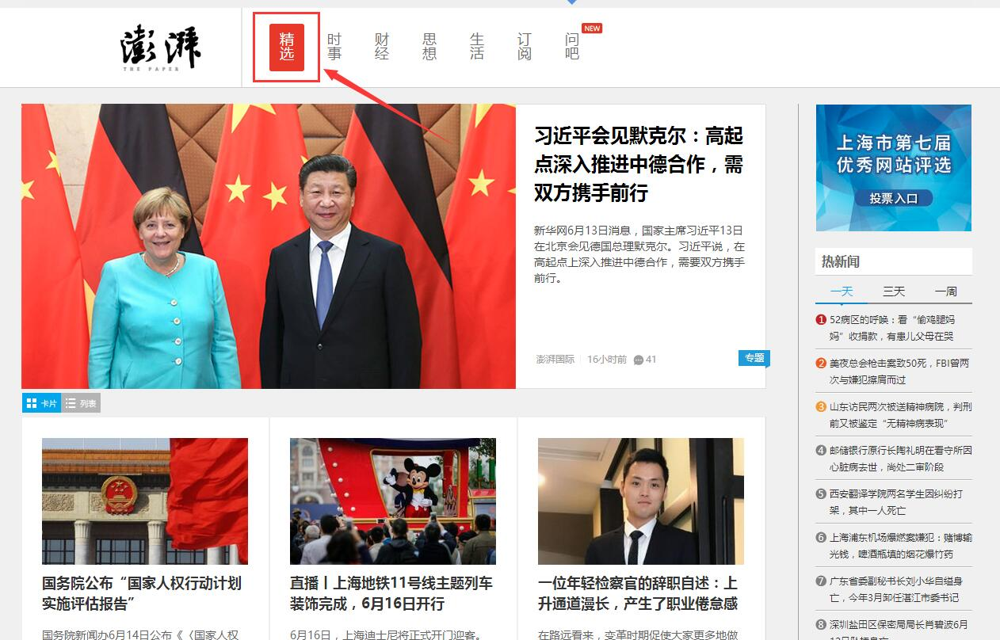 澎湃
THE PAPER
精选
时事
财经
思想
生活
订阅
问吧
NEW
习近平会见默克尔：高起
点深入推进中德合作，需
双方携手前行
新华网6月13日消息，国家主席习近平13日
在北京会见德国总理默克尔。习近平说，在
高起点上深入推进中德合作，需要双方携手
前行。
澎湃国际 16小时前 41
专题
卡片 列表
国务院公布“国家人权行动计划
实施评估报告”
国务院新闻办6月14日公布《〈国家人权
直播丨上海地铁11号线主题列车
装饰完成，6月16日开行
6月16日，上海迪士尼将正式开门迎客。
一位年轻检察官的辞职自述：上
升通道漫长，产生了职业倦怠感
在路远看来，变革时期促使大家更多地做
上海市第七届
优秀网站评选
投票入口
热新闻
一天 三天 一周
1 52病区的呼唤：看“偷鸡腿妈
妈”收捐款，有患儿父母在哭
2 美夜总会枪击案致50死，FBI曾两
次与嫌犯擦肩而过
3 山东访民两次被送精神病院，判刑
前又被鉴定“无精神病表现”
4 邮储银行原行长陶礼明在看守所因
心脏病去世，尚处二审阶段
5 西安翻译学院两名学生因纠纷打
架，其中一人死亡
6 上海浦东机场爆燃案嫌犯：赌博输
光钱，啤酒瓶填的烟花爆竹药
7 广东省委副秘书长刘小华自缢身
亡，今年3月卸任湛江市委书记
8 深圳盐田区保密局局长肖碧波6月